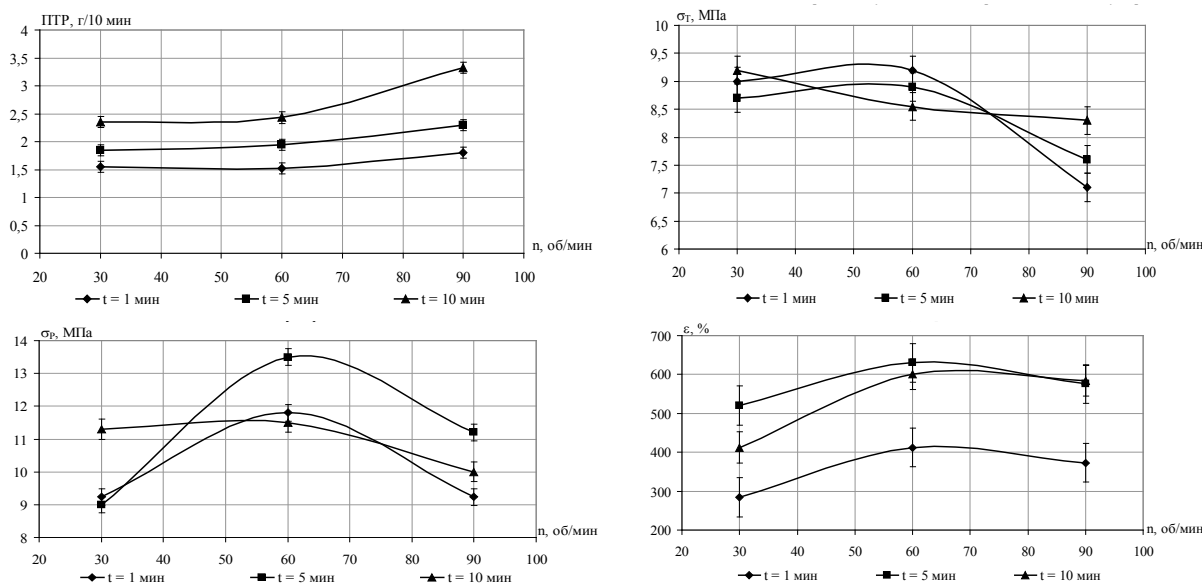 ПТР, г/10 мин
4
3,5
3
2,5
2
1,5
1
0,5
0
20 30 40 50 60 70 80 90 100
n, об/мин
t = 1 мин t = 5 мин t = 10 мин
σТ, МПа
10
9,5
9
8,5
8
7,5
7
6,5
6
20 30 40 50 60 70 80 90 100
n, об/мин
t = 1 мин t = 5 мин t = 10 мин
σР, МПа
14
13
12
11
10
9
8
20 30 40 50 60 70 80 90 100
n, об/мин
t = 1 мин t = 5 мин t = 10 мин
ε, %
700
600
500
400
300
200
20 30 40 50 60 70 80 90 100
n, об/мин
t = 1 мин t = 5 мин t = 10 мин